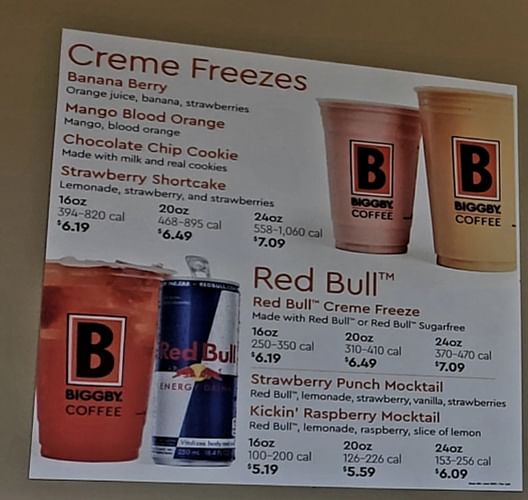 Creme Freezes
Banana Berry
Orange juice, banana, strawberries
Mango Blood Orange
Mango, blood orange
Chocolate Chip Cookie
Made with milk and real cookies
Strawberry Shortcake
Lemonade, strawberry, and strawberries
16oz 20oz 24oz
394-820 cal 468-895 cal 558-1,060 cal
$6.19 $6.49 $7.09
B
BIGGBY
COFFEE
B
BIGGBY
COFFEE
Red Bull™
Red Bull™ Creme Freeze
Made with Red Bull™ or Red Bull™ Sugarfree
16oz 20oz 24oz
250-350 cal 310-410 cal 370-470 cal
$6.19 $6.49 $7.09
Strawberry Punch Mocktail
Red Bull™, lemonade, strawberry, vanilla, strawberries
Kickin' Raspberry Mocktail
Red Bull™, lemonade, raspberry, slice of lemon
16oz 20oz 24oz
100-200 cal 126-226 cal 153-256 cal
$5.19 $5.59 $6.09
B
BIGGBY
COFFEE
Red Bull
ENERGY DRINK
Vitalizes body and